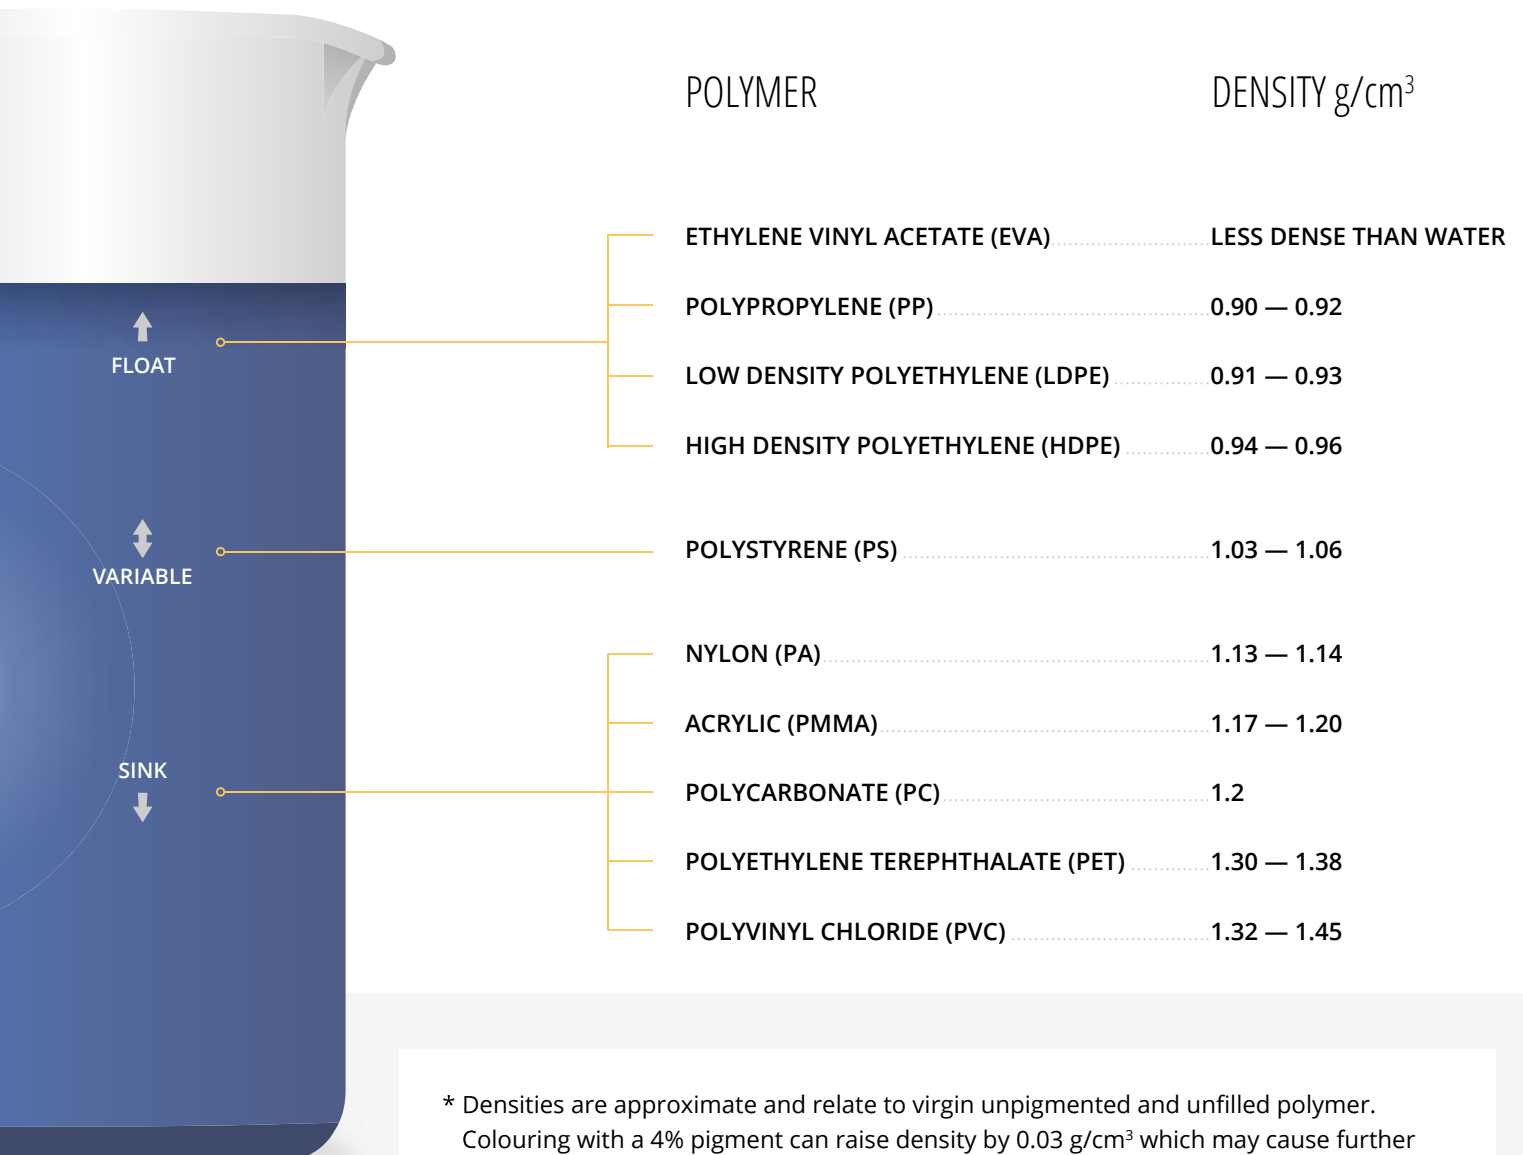 POLYMER DENSITY g/cm³
ETHYLENE VINYL ACETATE (EVA) LESS DENSE THAN WATER
POLYPROPYLENE (PP) 0.90 — 0.92
FLOAT
LOW DENSITY POLYETHYLENE (LDPE) 0.91 — 0.93
HIGH DENSITY POLYETHYLENE (HDPE) 0.94 — 0.96
POLYSTYRENE (PS) 1.03 — 1.06
VARIABLE
NYLON (PA) 1.13 — 1.14
ACRYLIC (PMMA) 1.17 — 1.20
SINK
POLYCARBONATE (PC) 1.2
POLYETHYLENE TEREPHTHALATE (PET) 1.30 — 1.38
POLYVINYL CHLORIDE (PVC) 1.32 — 1.45
* Densities are approximate and relate to virgin unpigmented and unfilled polymer.
Colouring with a 4% pigment can raise density by 0.03 g/cm³ which may cause further